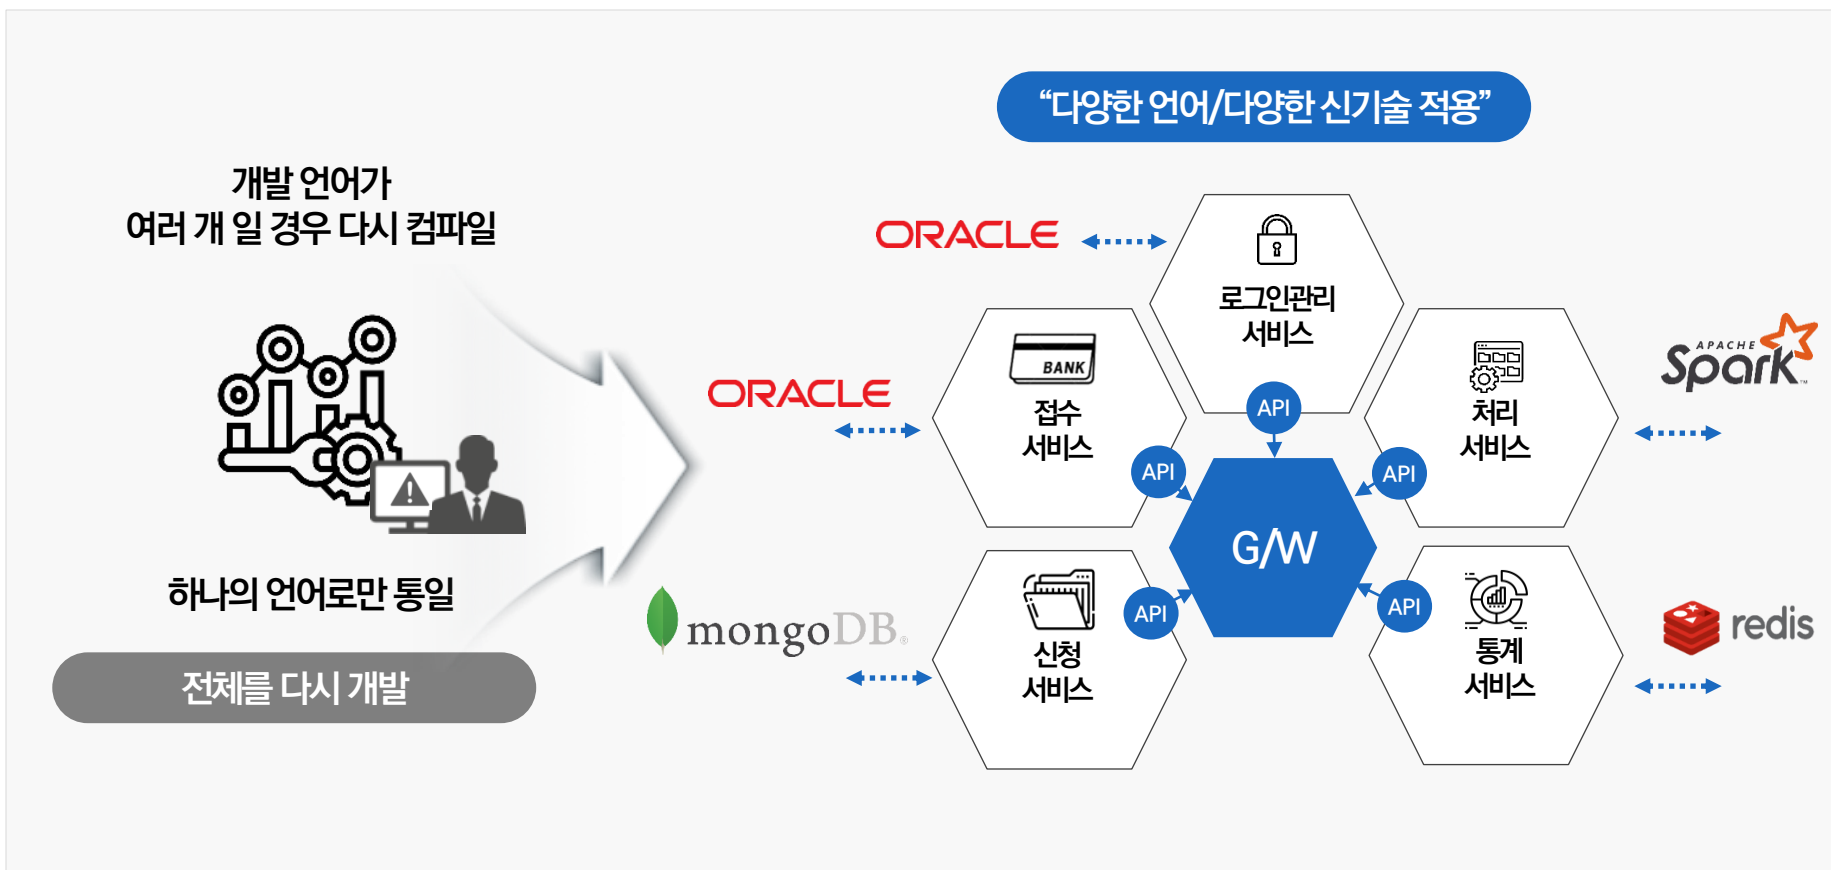 “다양한 언어/다양한 신기술 적용”
개발 언어가
여러 개 일 경우 다시 컴파일
하나의 언어로만 통일
전체를 다시 개발
ORACLE
로그인관리
서비스
API
ORACLE
BANK
접수
서비스
API
APACHE
Spark™
처리
서비스
API
G/W
mongoDB®
신청
서비스
API
redis
통계
서비스
API